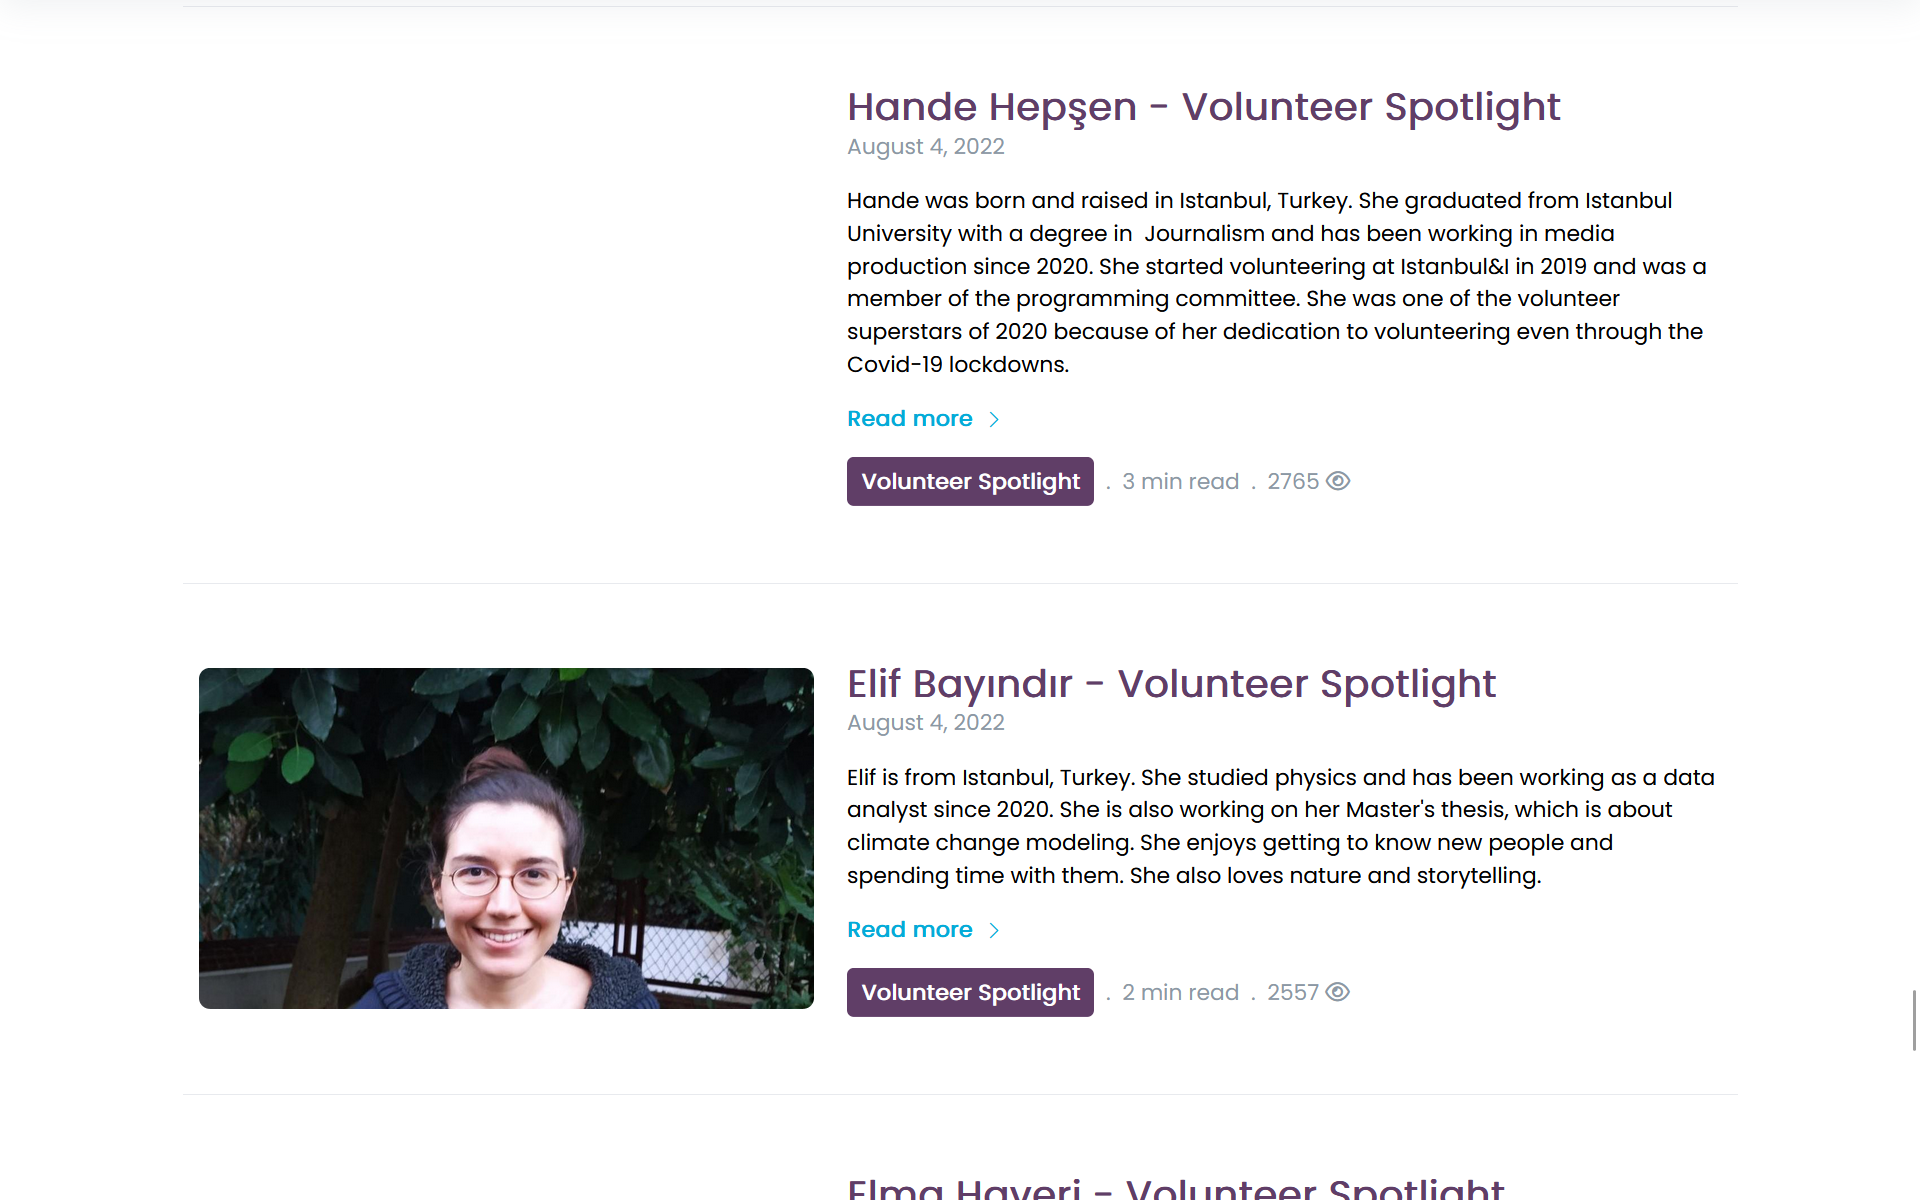 Hande Hepşen - Volunteer Spotlight
August 4, 2022
Hande was born and raised in Istanbul, Turkey. She graduated from Istanbul
University with a degree in  Journalism and has been working in media
production since 2020. She started volunteering at Istanbul&I in 2019 and was a
member of the programming committee. She was one of the volunteer
superstars of 2020 because of her dedication to volunteering even through the
Covid-19 lockdowns.
Read more
Volunteer Spotlight . 3 min read . 2765
Elif Bayındır - Volunteer Spotlight
August 4, 2022
Elif is from Istanbul, Turkey. She studied physics and has been working as a data
analyst since 2020. She is also working on her Master's thesis, which is about
climate change modeling. She enjoys getting to know new people and
spending time with them. She also loves nature and storytelling.
Read more
Volunteer Spotlight . 2 min read . 2557
Elma Haveri - Volunteer Spotlight